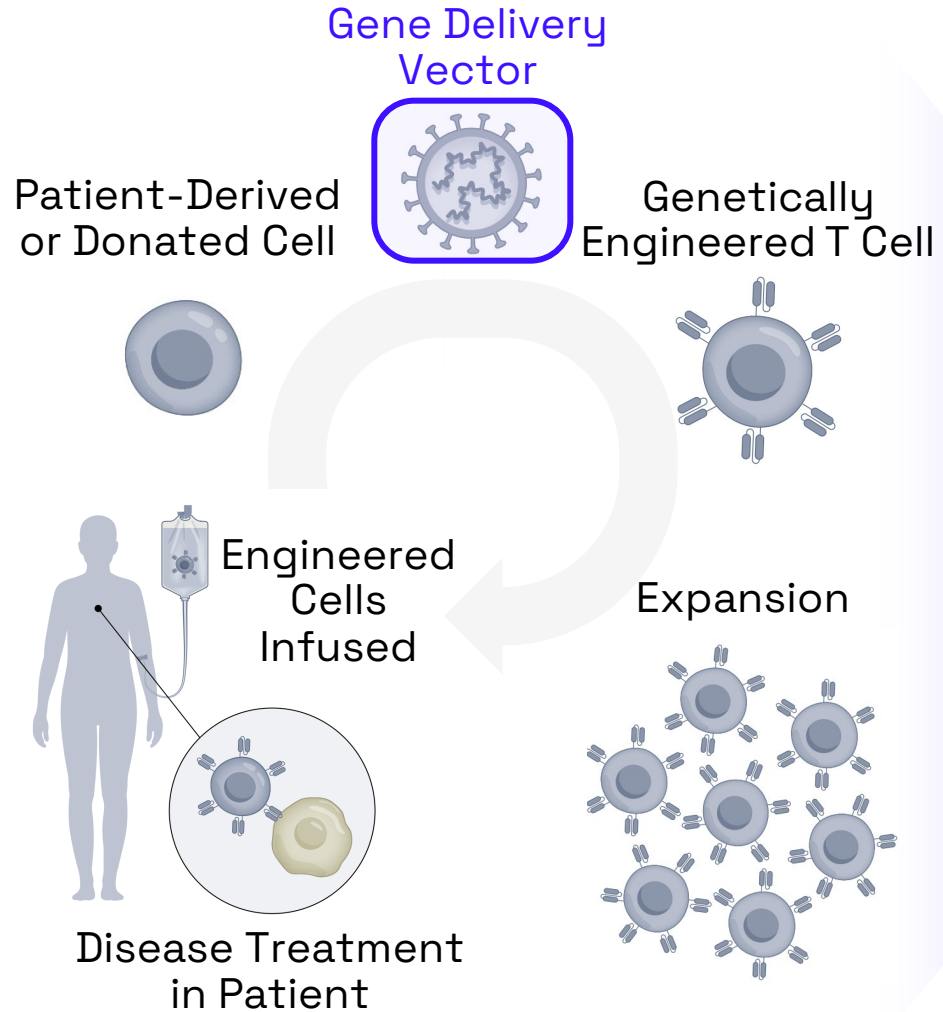 Gene Delivery
Vector
Patient-Derived
or Donated Cell
Genetically
Engineered T Cell
Engineered
Cells
Infused
Expansion
Disease Treatment
in Patient